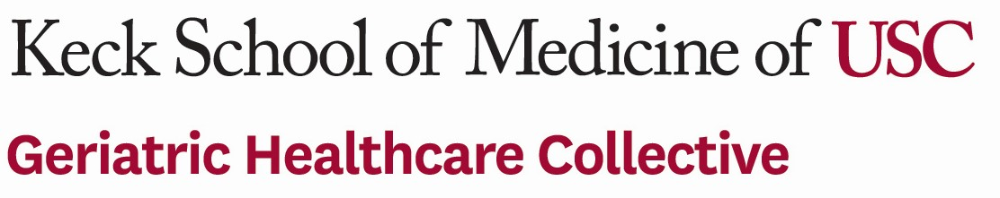 Keck School of Medicine of USC
Geriatric Healthcare Collective